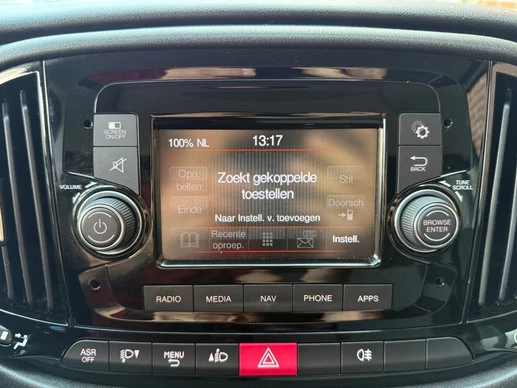 SCREEN
ON/OFF
100% NL
13:17
Opn.
bellen
Zoekt gekoppelde
toestellen
Stil
BACK
VOLUME
TUNE
SCROLL
Einde
Doorsch
Naar Instell. v. toevoegen
BROWSE
ENTER
Recente
oproep.
Instell.
RADIO
MEDIA
NAV
PHONE
APPS
ASR
OFF
MENU